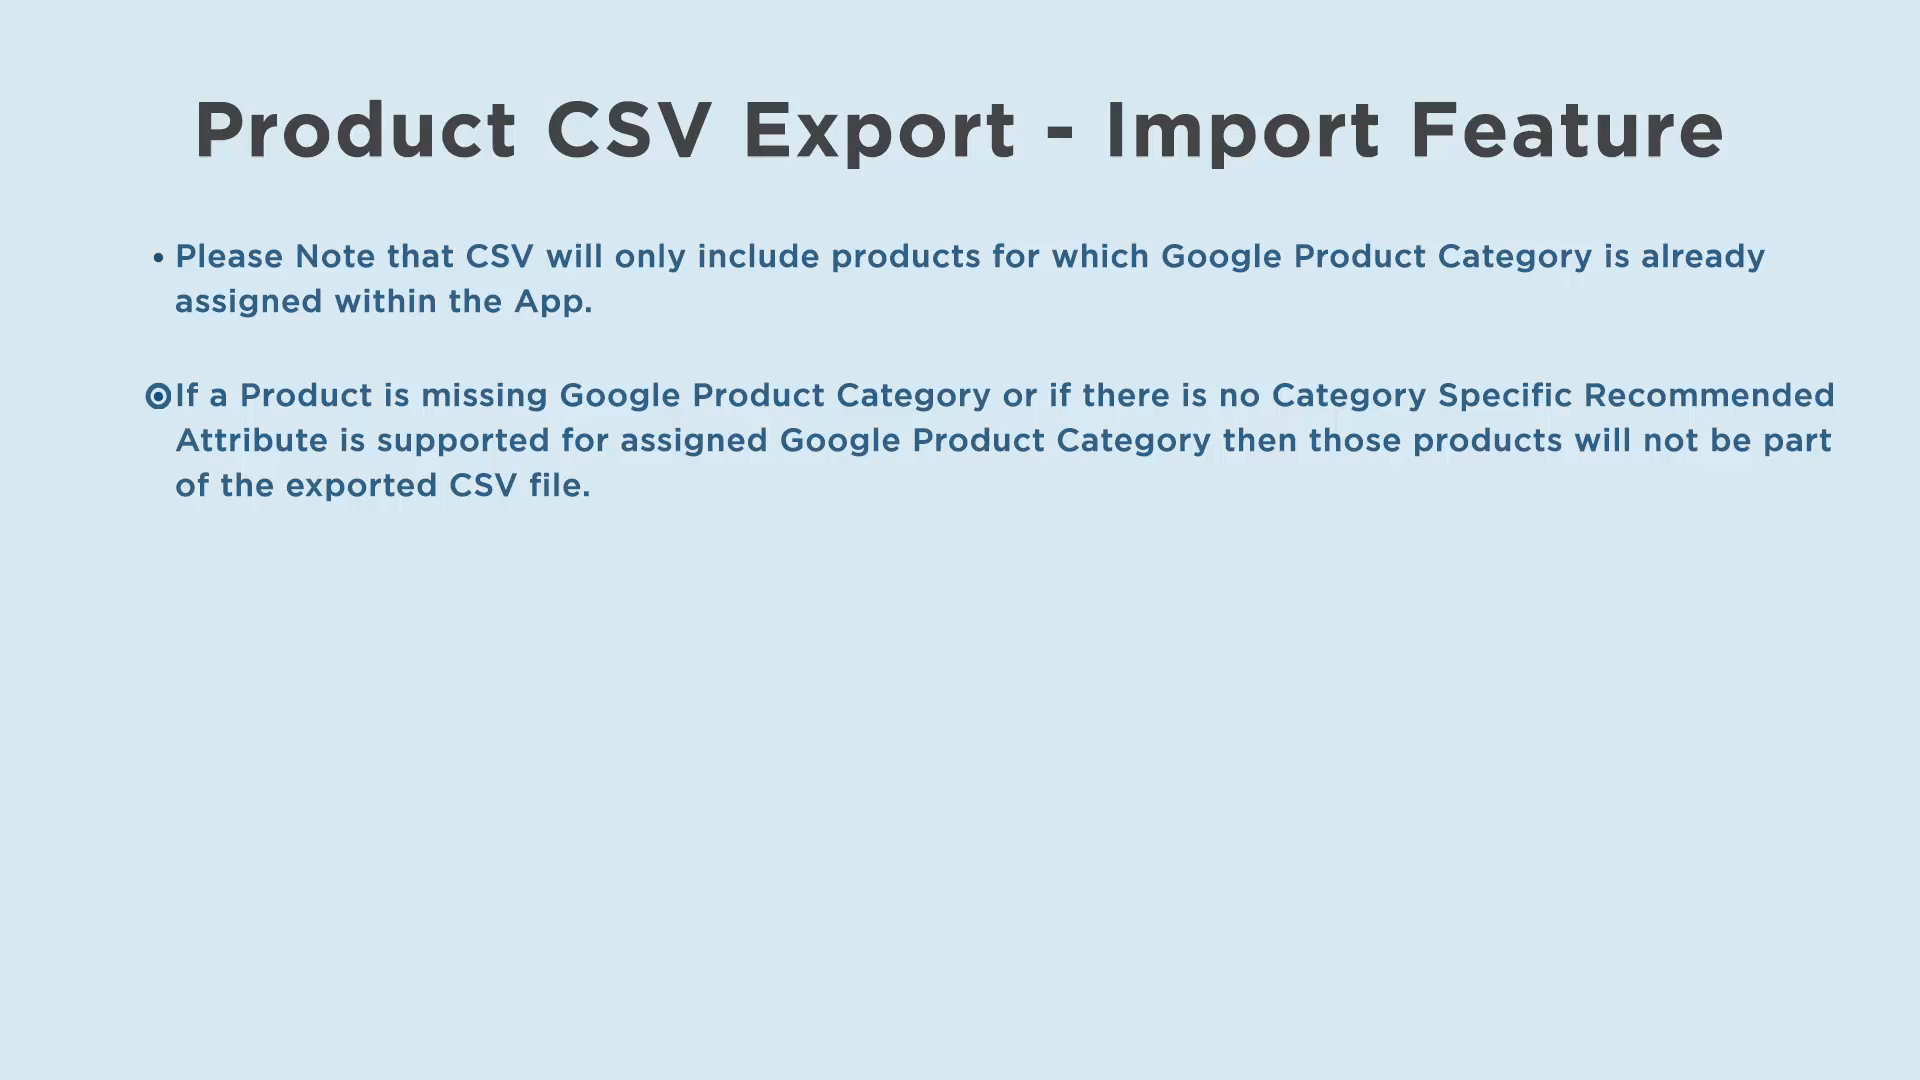 Product CSV Export - Import Feature
• Please Note that CSV will only include products for which Google Product Category is already
assigned within the App.
If a Product is missing Google Product Category or if there is no Category Specific Recommended
Attribute is supported for assigned Google Product Category then those products will not be part
of the exported CSV file.